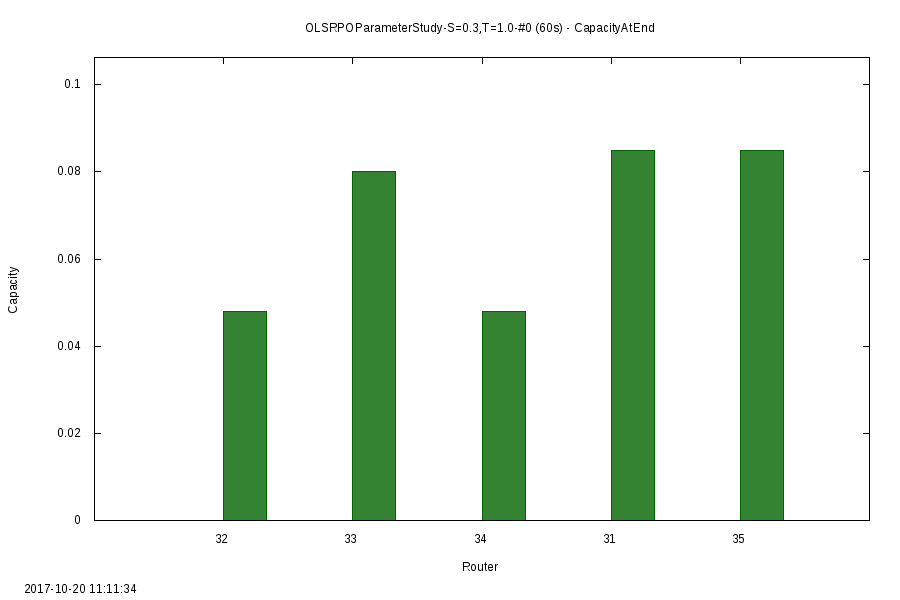 OLSRPOParameterStudy-S=0.3,T=1.0-#0 (60s) - CapacityAtEnd
0.1
0.08
0.06
0.04
0.02
0
Capacity
32 33 34 31 35
Router
2017-10-20 11:11:34